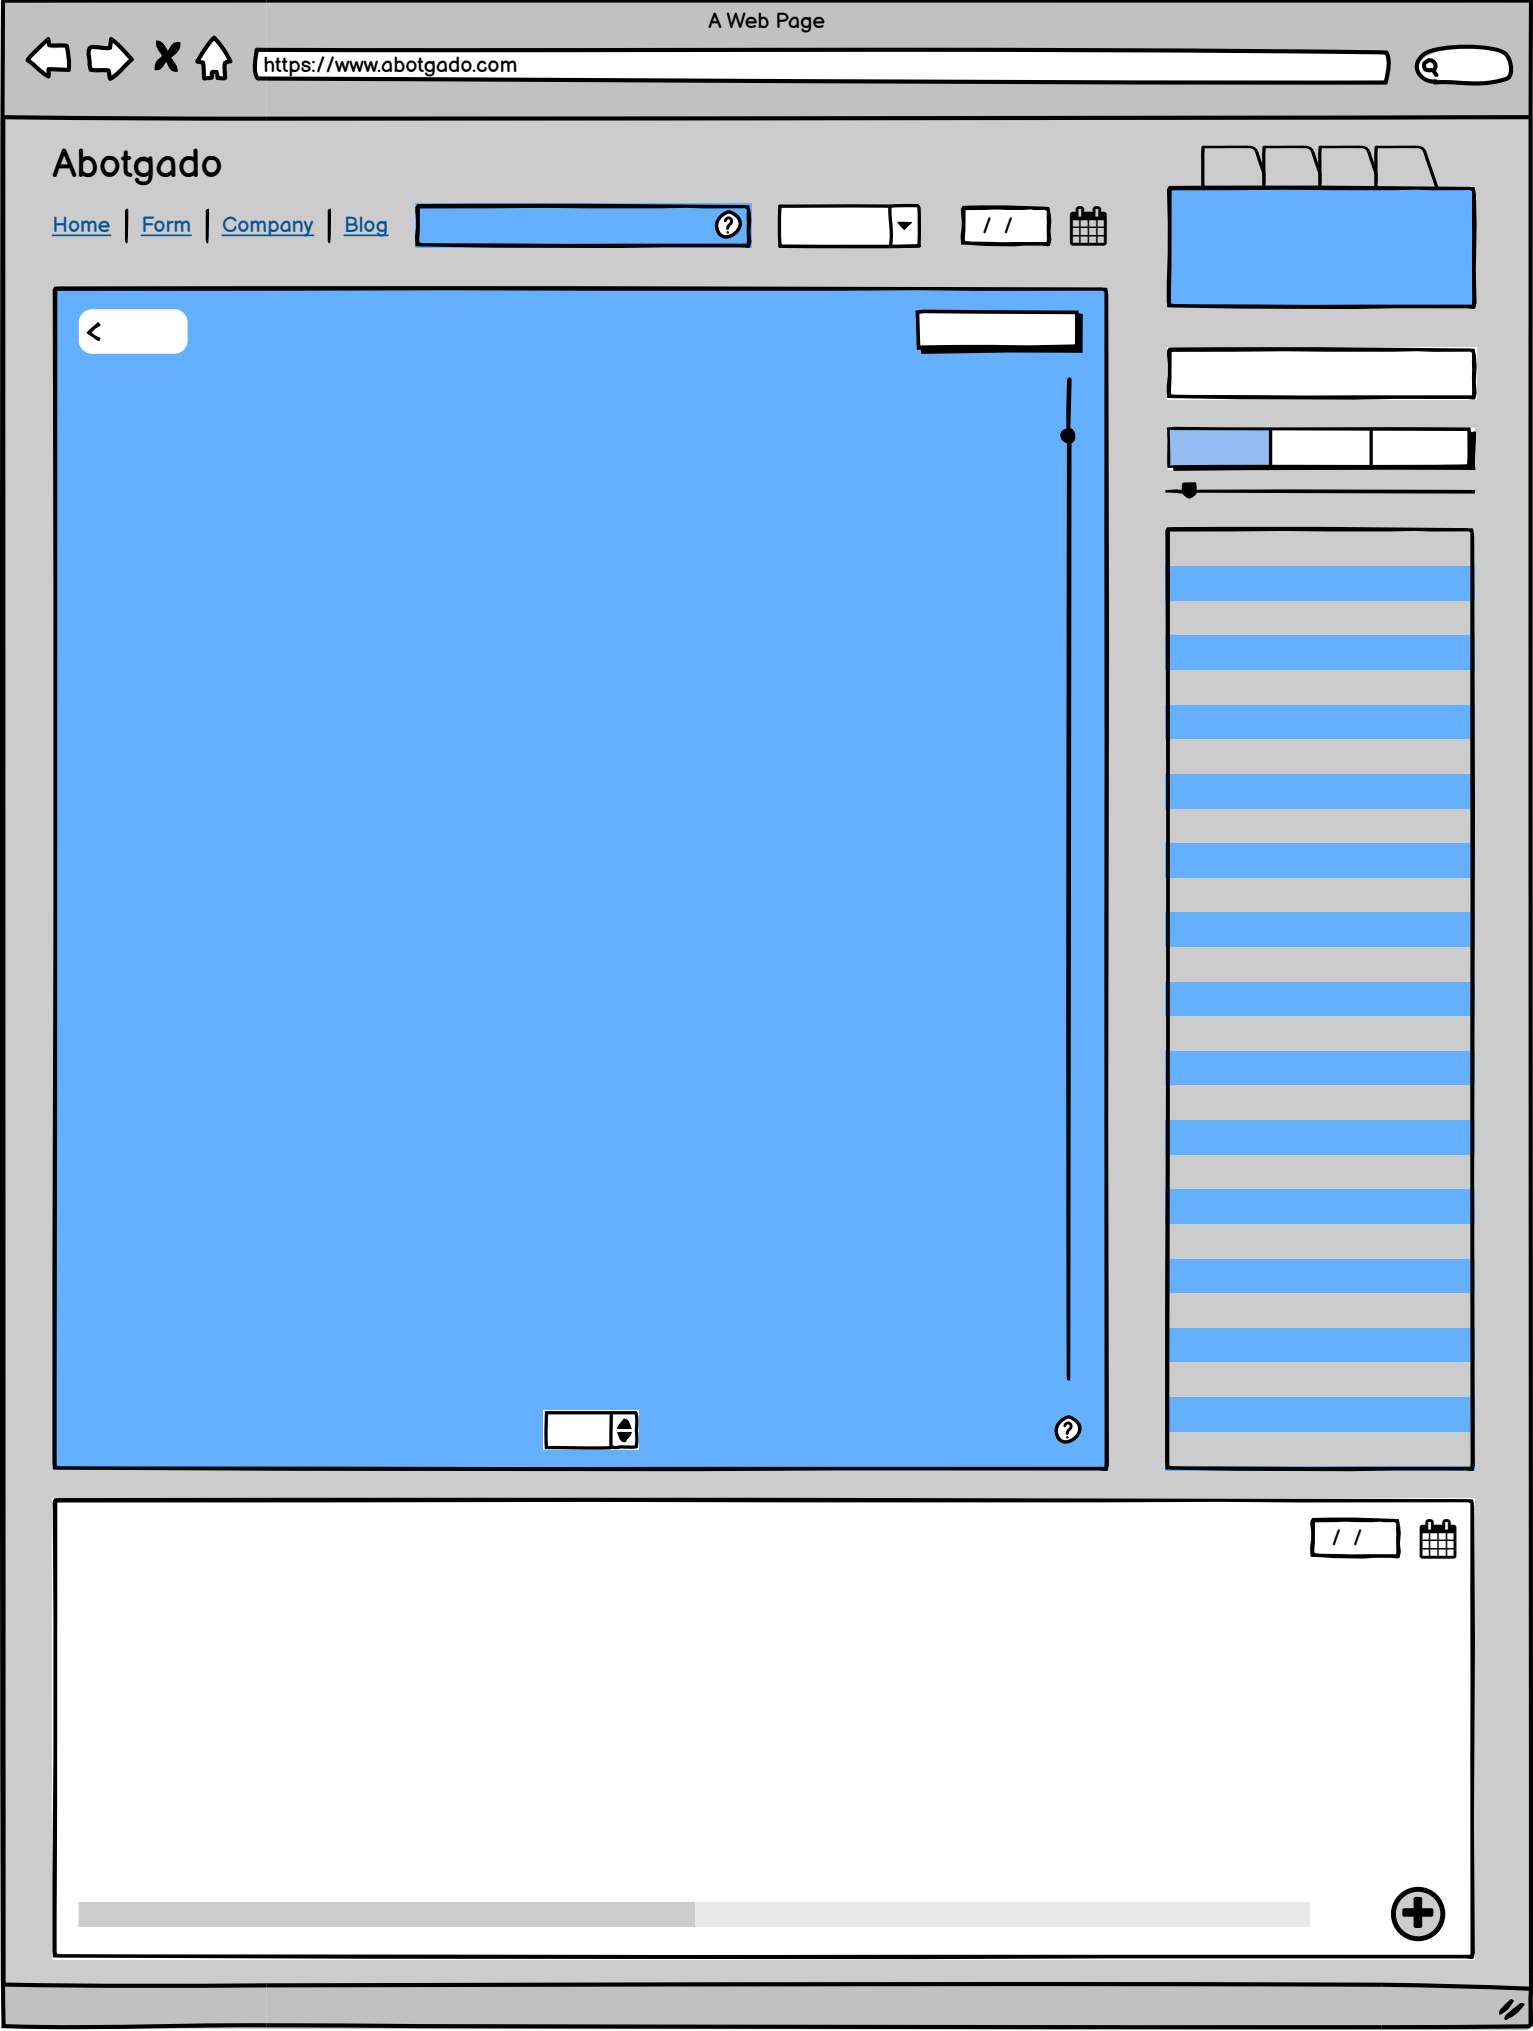 A Web Page
https://www.abotgado.com
Abotgado
Home Form Company Blog
?
/ /
<
?
/ /